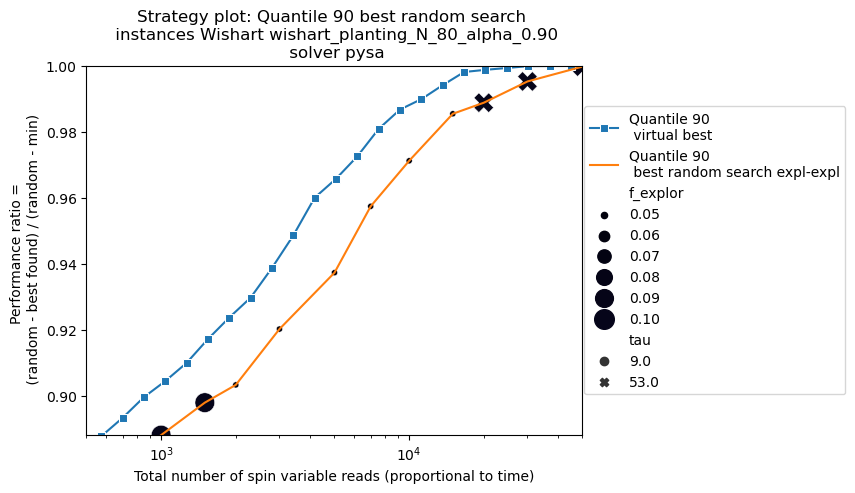 Strategy plot: Quantile 90 best random search
instances Wishart wishart_planting_N_80_alpha_0.90
solver pysa
1.00
0.98
0.96
0.94
0.92
0.90
Performance ratio =
(random - best found) / (random - min)
10³
10⁴
Total number of spin variable reads (proportional to time)
Quantile 90
virtual best
Quantile 90
best random search expl-expl
f_explor
0.05
0.06
0.07
0.08
0.09
0.10
tau
9.0
53.0